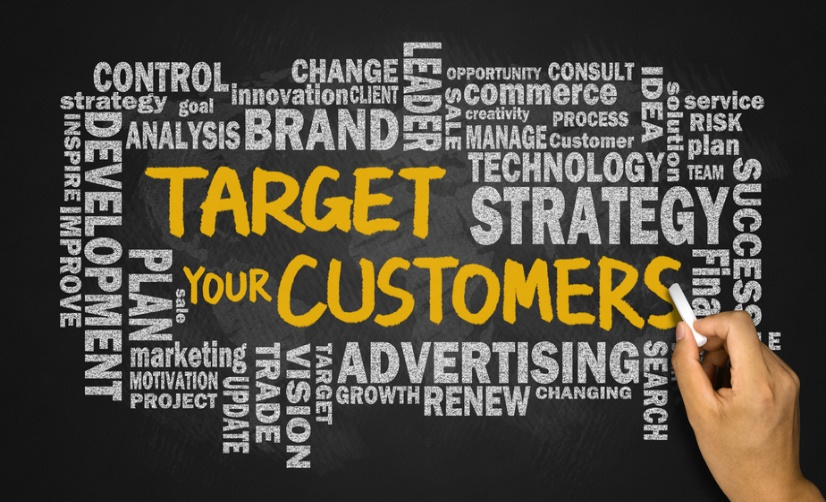 CONTROL
CHANGE
LEADER
OPPORTUNITY
CONSULT
strategy
goal
innovation
CLIENT
SALE
commerce
IDEA
solution
service
INSPIRE
DEVELOPMENT
ANALYSIS
BRAND
creativity
PROCESS
RISK
MANAGE
Customer
plan
TECHNOLOGY
TEAM
SUCCESS
TARGET
STRATEGY
IMPROVE
PLAN
sale
YOUR CUSTOMERS
marketing
MOTIVATION
PROJECT
UPDATE
TRADE
VISION
TARGET
ADVERTISING
GROWTH
RENEW
CHANGING
SEARCH